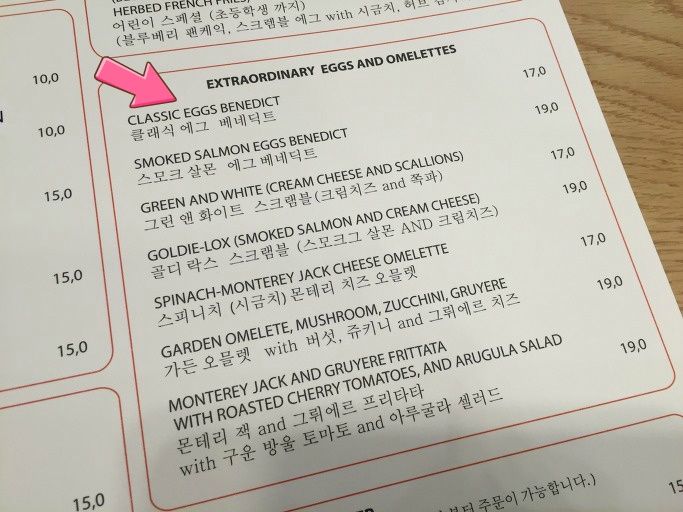 HERBED FRENCH FRIES)
어린이 스페셜 (초등학생 까지)
(블루베리 팬케익, 스크램블 에그 with 시금치, 허브
EXTRAORDINARY EGGS AND OMELETTES
CLASSIC EGGS BENEDICT 17,0
클래식 에그 베네딕트
SMOKED SALMON EGGS BENEDICT 19,0
스모크 살몬 에그 베네딕트
GREEN AND WHITE (CREAM CHEESE AND SCALLIONS) 17,0
그린 앤 화이트 스크램블 (크림치즈 and 쪽파)
GOLDIE-LOX (SMOKED SALMON AND CREAM CHEESE) 19,0
골디 락스 스크램블 (스모크그 살몬 AND 크림치즈)
SPINACH-MONTEREY JACK CHEESE OMELETTE 17,0
스피니치 (시금치) 몬테리 치즈 오믈렛
GARDEN OMELETE, MUSHROOM, ZUCCHINI, GRUYERE 19,0
가든 오믈렛 with 버섯, 쥬키니 and 그뤼에르 치즈
MONTEREY JACK AND GRUYERE FRITTATA
WITH ROASTED CHERRY TOMATOES, AND ARUGULA SALAD 19,0
몬테리 잭 and 그뤼에르 프리타타
with 구운 방울 토마토 and 아루굴라 셀러드
주문이 가능합니다.)
10,0
10,0
15,0
15,0
15,0
15,0